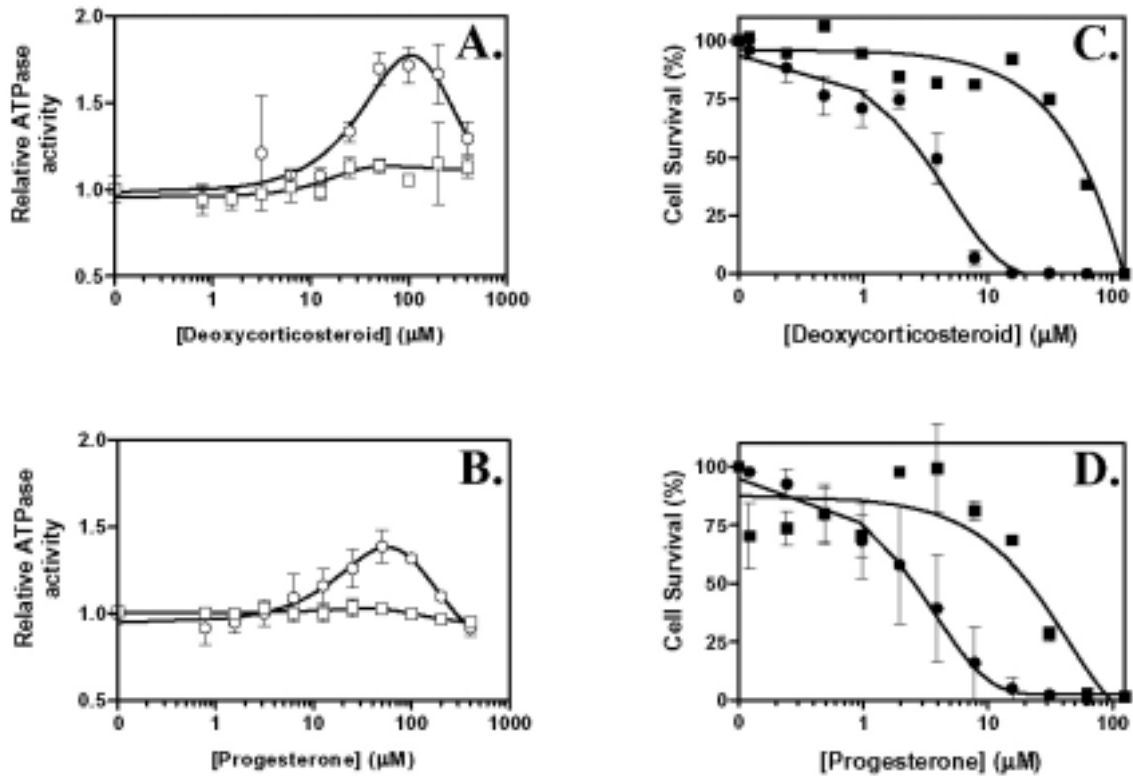 A.
2.0
1.5
1.0
0.5
Relative ATPase
activity
0
1
10
100
1000
[Deoxycorticosteroid] (µM)
C.
100
75
50
25
0
Cell Survival (%)
0
1
10
100
[Deoxycorticosteroid] (µM)
B.
2.0
1.5
1.0
0.5
Relative ATPase
activity
0
1
10
100
1000
[Progesterone] (µM)
D.
100
75
50
25
0
Cell Survival (%)
0
1
10
100
[Progesterone] (µM)